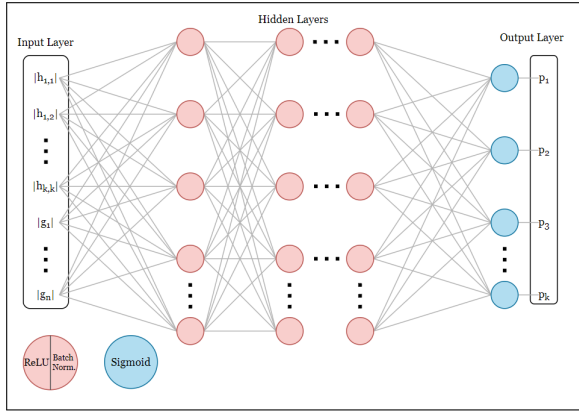 Hidden Layers
Input Layer
Output Layer
|h₁,₁|
|h₁,₂|
|hₖ,ₖ|
|g₁|
|gₙ|
p₁
p₂
p₃
pₖ
ReLU
Batch
Norm.
Sigmoid